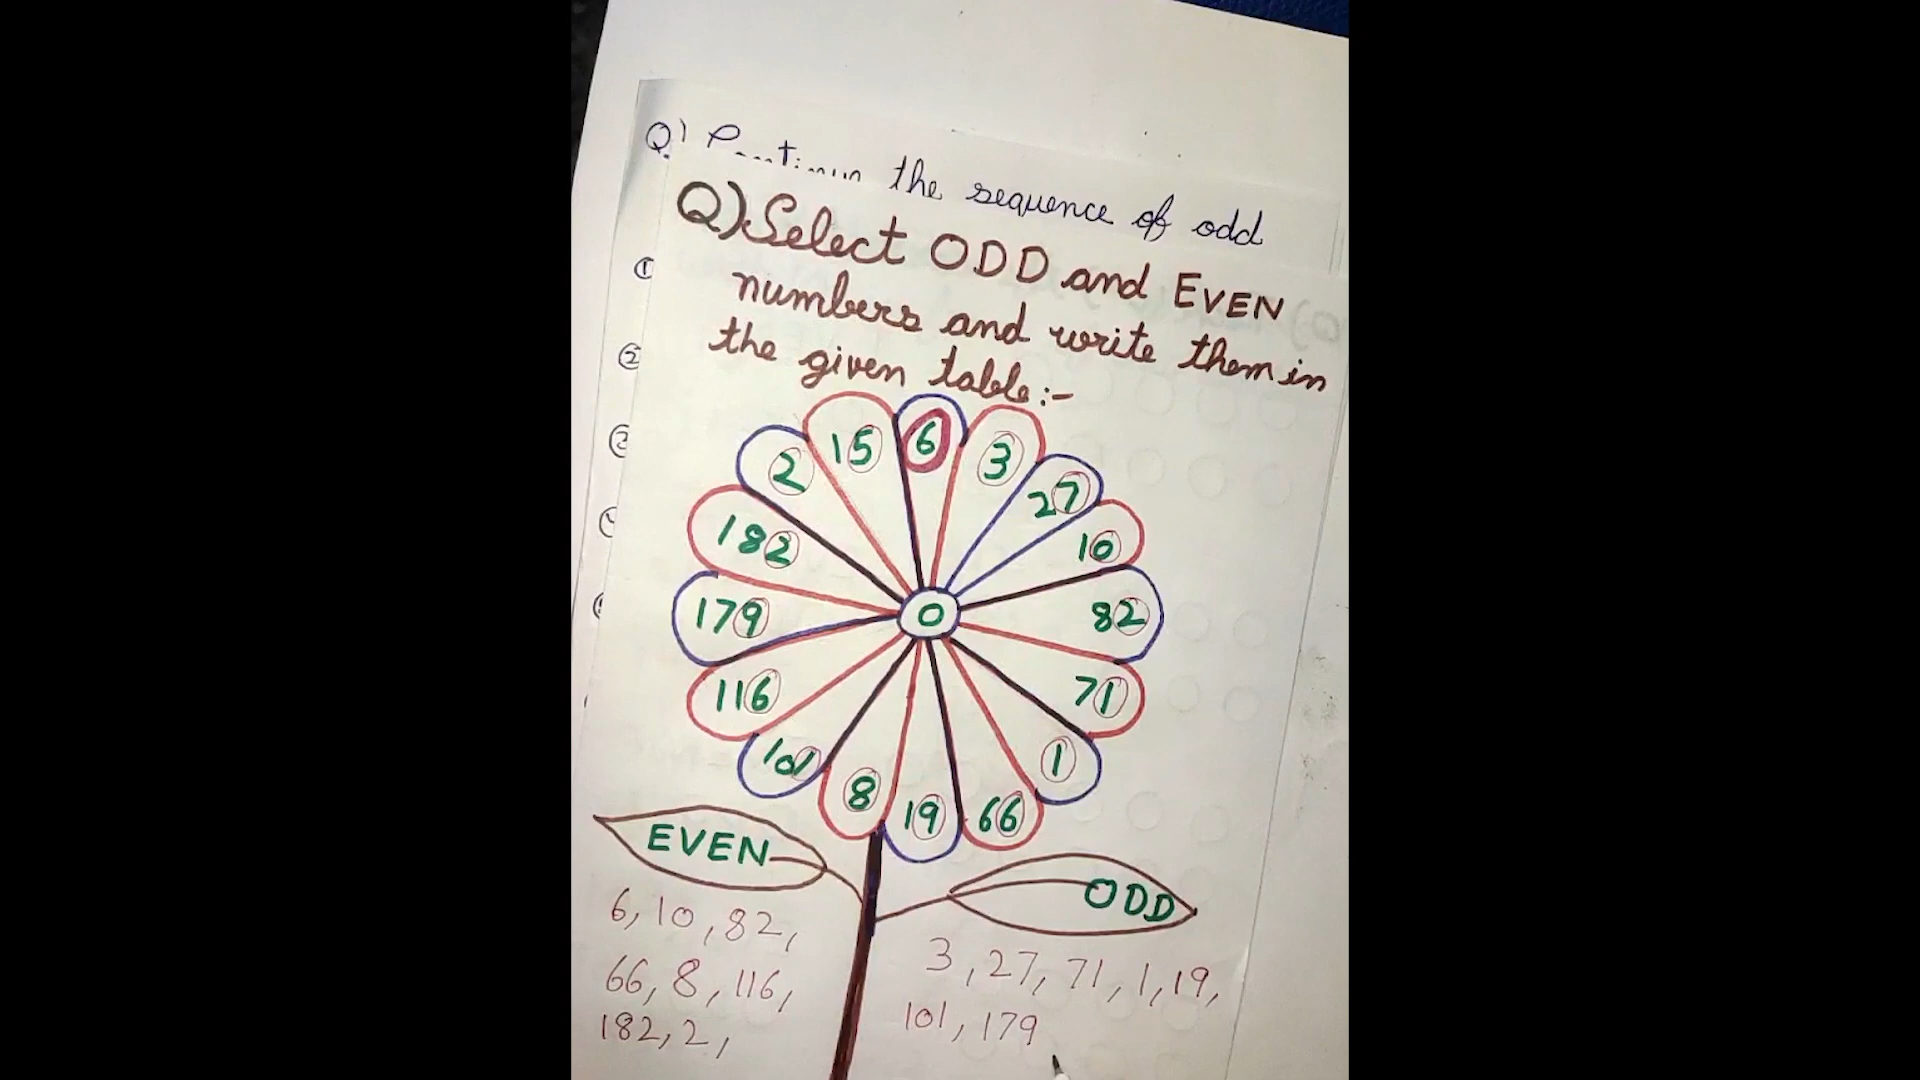 Q) the sequence of odd
Q) Select ODD and EVEN
numbers and write them in
the given table:-
①
②
15 6 3
2 27
182 10
179 0 82
116 71
101 1
8 19 66
EVEN
ODD
6, 10, 82,
66, 8, 116,
182, 2,
3, 27, 71, 1, 19,
101, 179